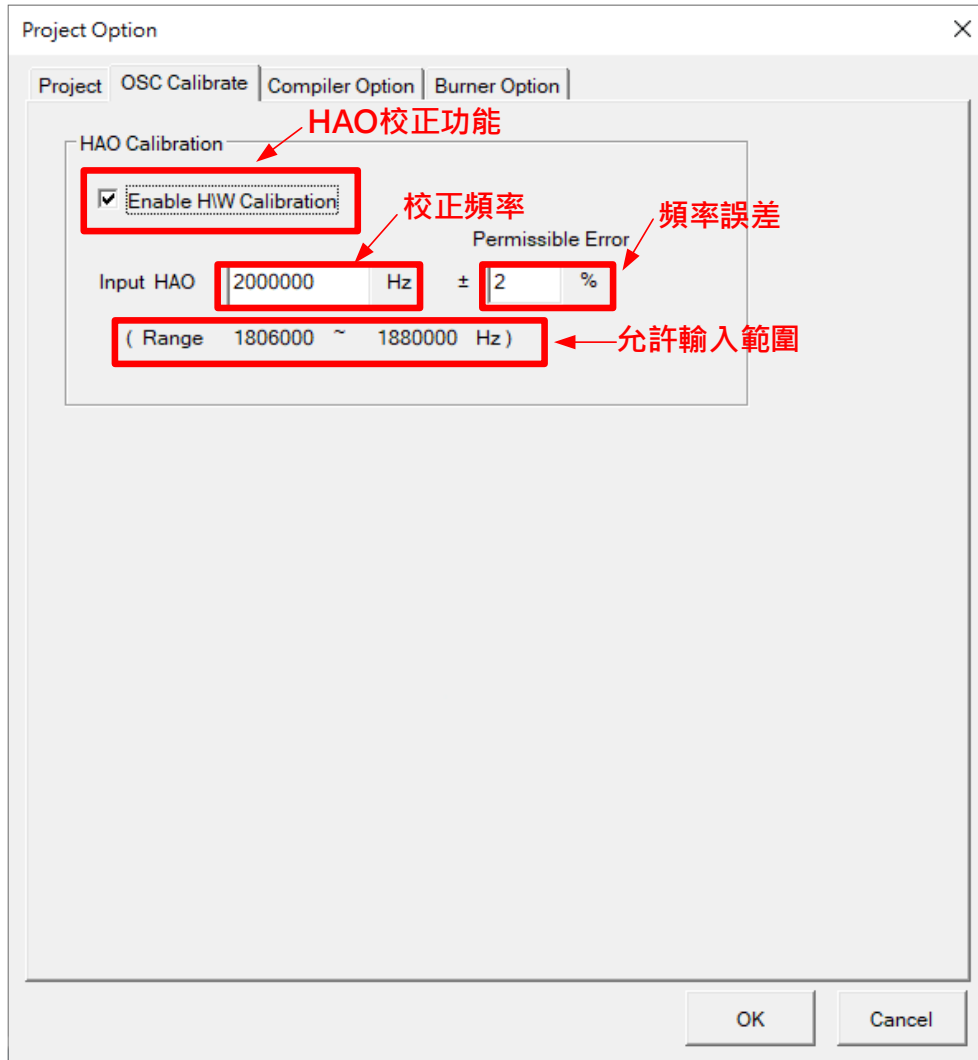 Project Option
Project OSC Calibrate Compiler Option Burner Option
HAO校正功能
HAO Calibration
Enable H\W Calibration
校正頻率
頻率誤差
Permissible Error
Input HAO 2000000 Hz ± 2 %
( Range 1806000 ~ 1880000 Hz )
允許輸入範圍
OK Cancel